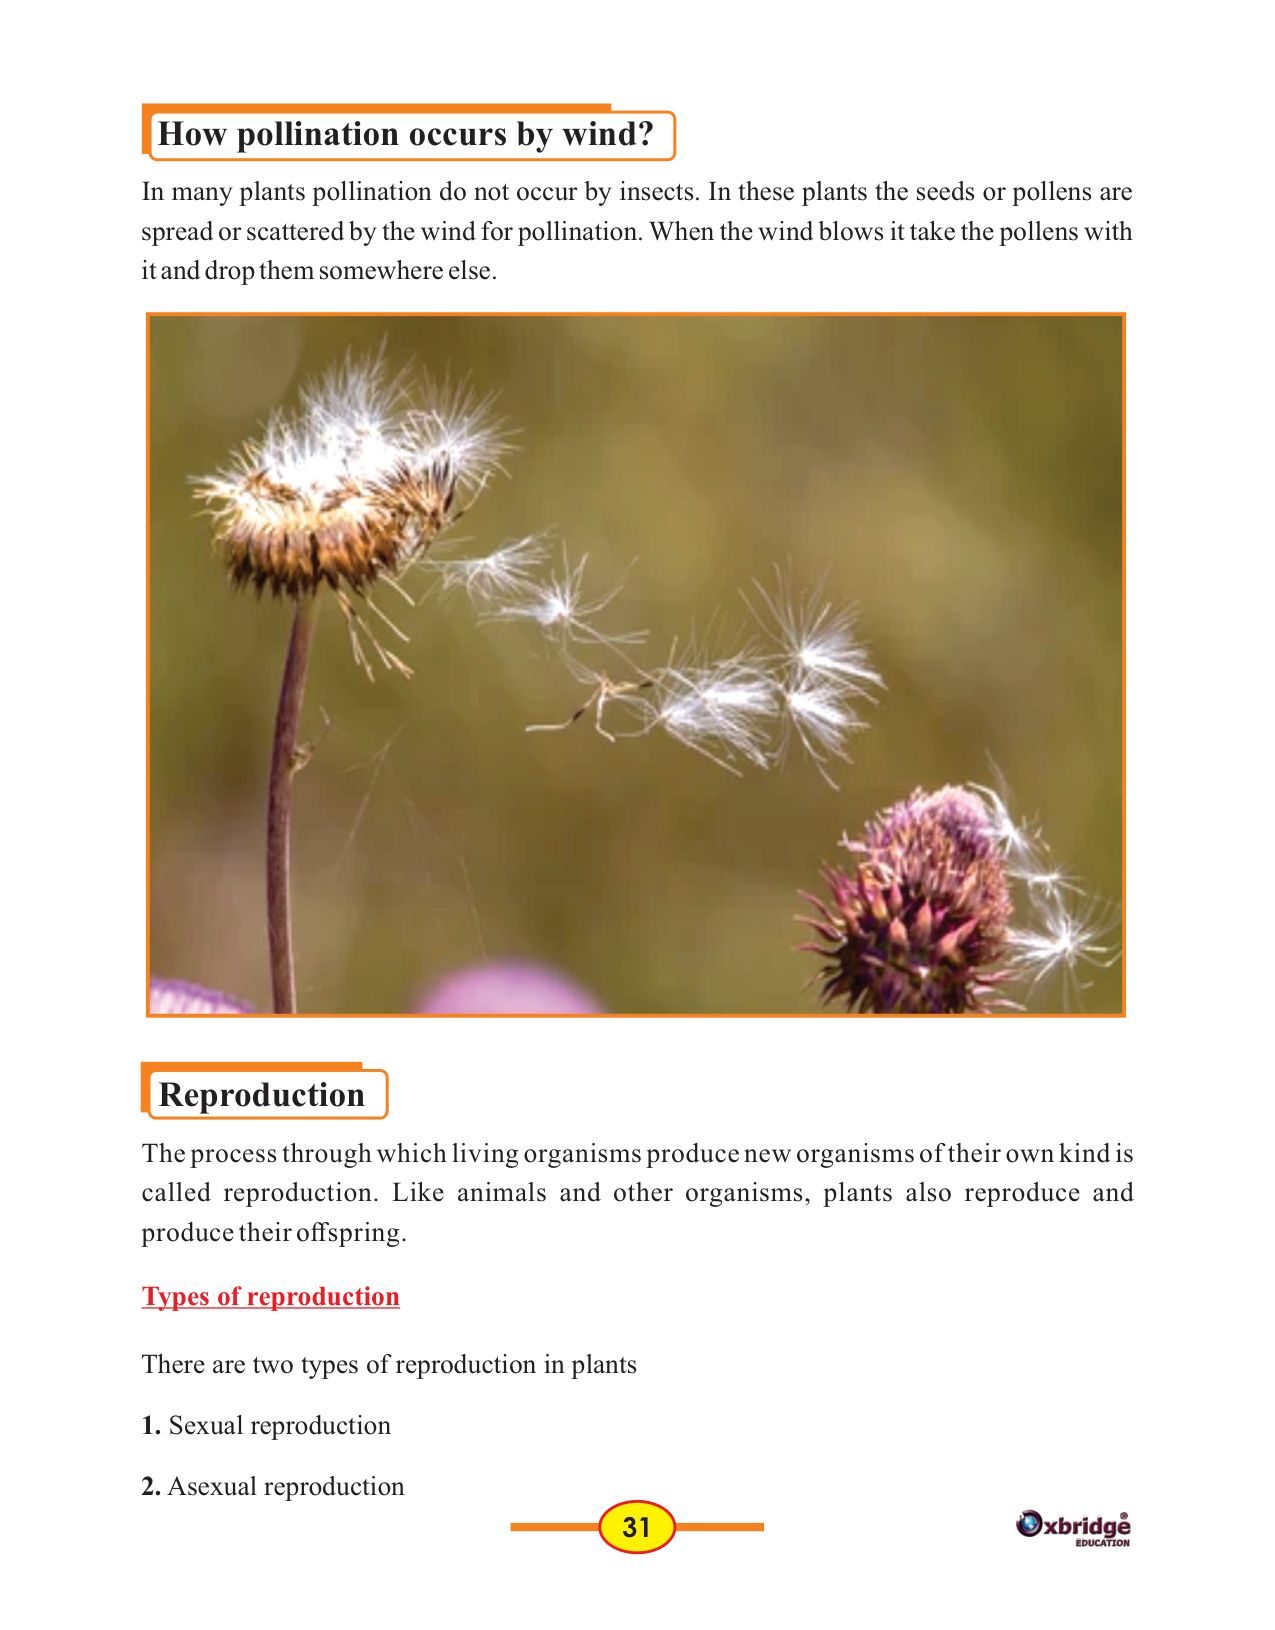 How pollination occurs by wind?
In many plants pollination do not occur by insects. In these plants the seeds or pollens are
spread or scattered by the wind for pollination. When the wind blows it take the pollens with
it and drop them somewhere else.
Reproduction
The process through which living organisms produce new organisms of their own kind is
called reproduction. Like animals and other organisms, plants also reproduce and
produce their offspring.
Types of reproduction
There are two types of reproduction in plants
1. Sexual reproduction
2. Asexual reproduction
31
Oxbridge®
EDUCATION